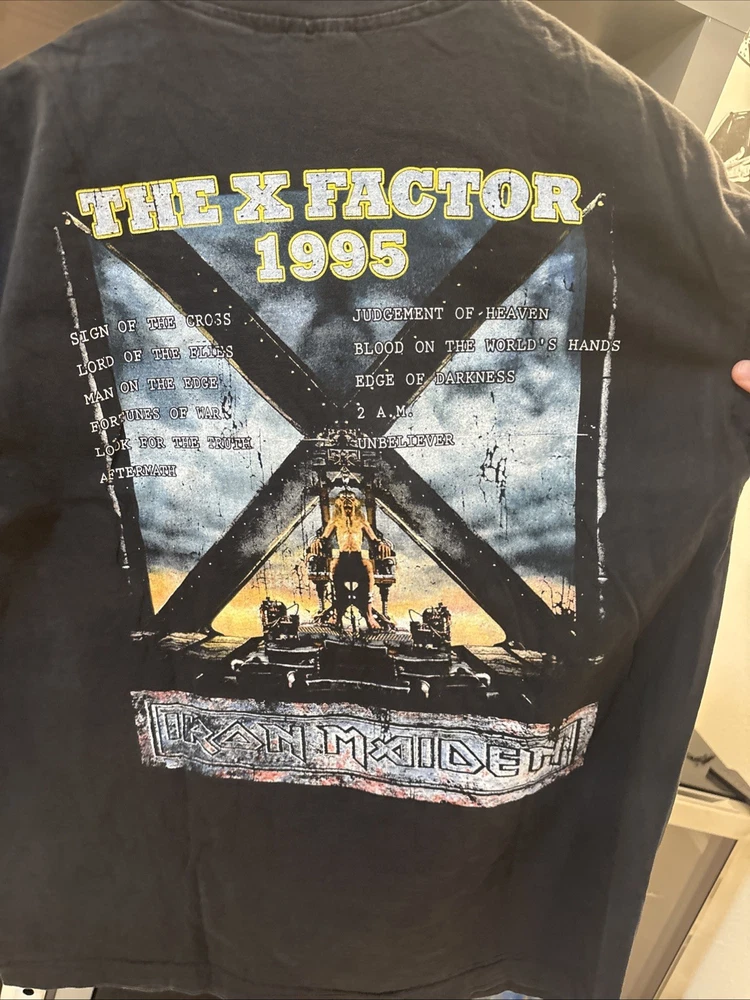 THE X FACTOR
1995
SIGN OF THE CROSS
LORD OF THE FLIES
MAN ON THE EDGE
FORTUNES OF WAR
LOOK FOR THE TRUTH
AFTERMATH
JUDGEMENT OF HEAVEN
BLOOD ON THE WORLD'S HANDS
EDGE OF DARKNESS
2 A.M.
UNBELIEVER
IRON MAIDEN